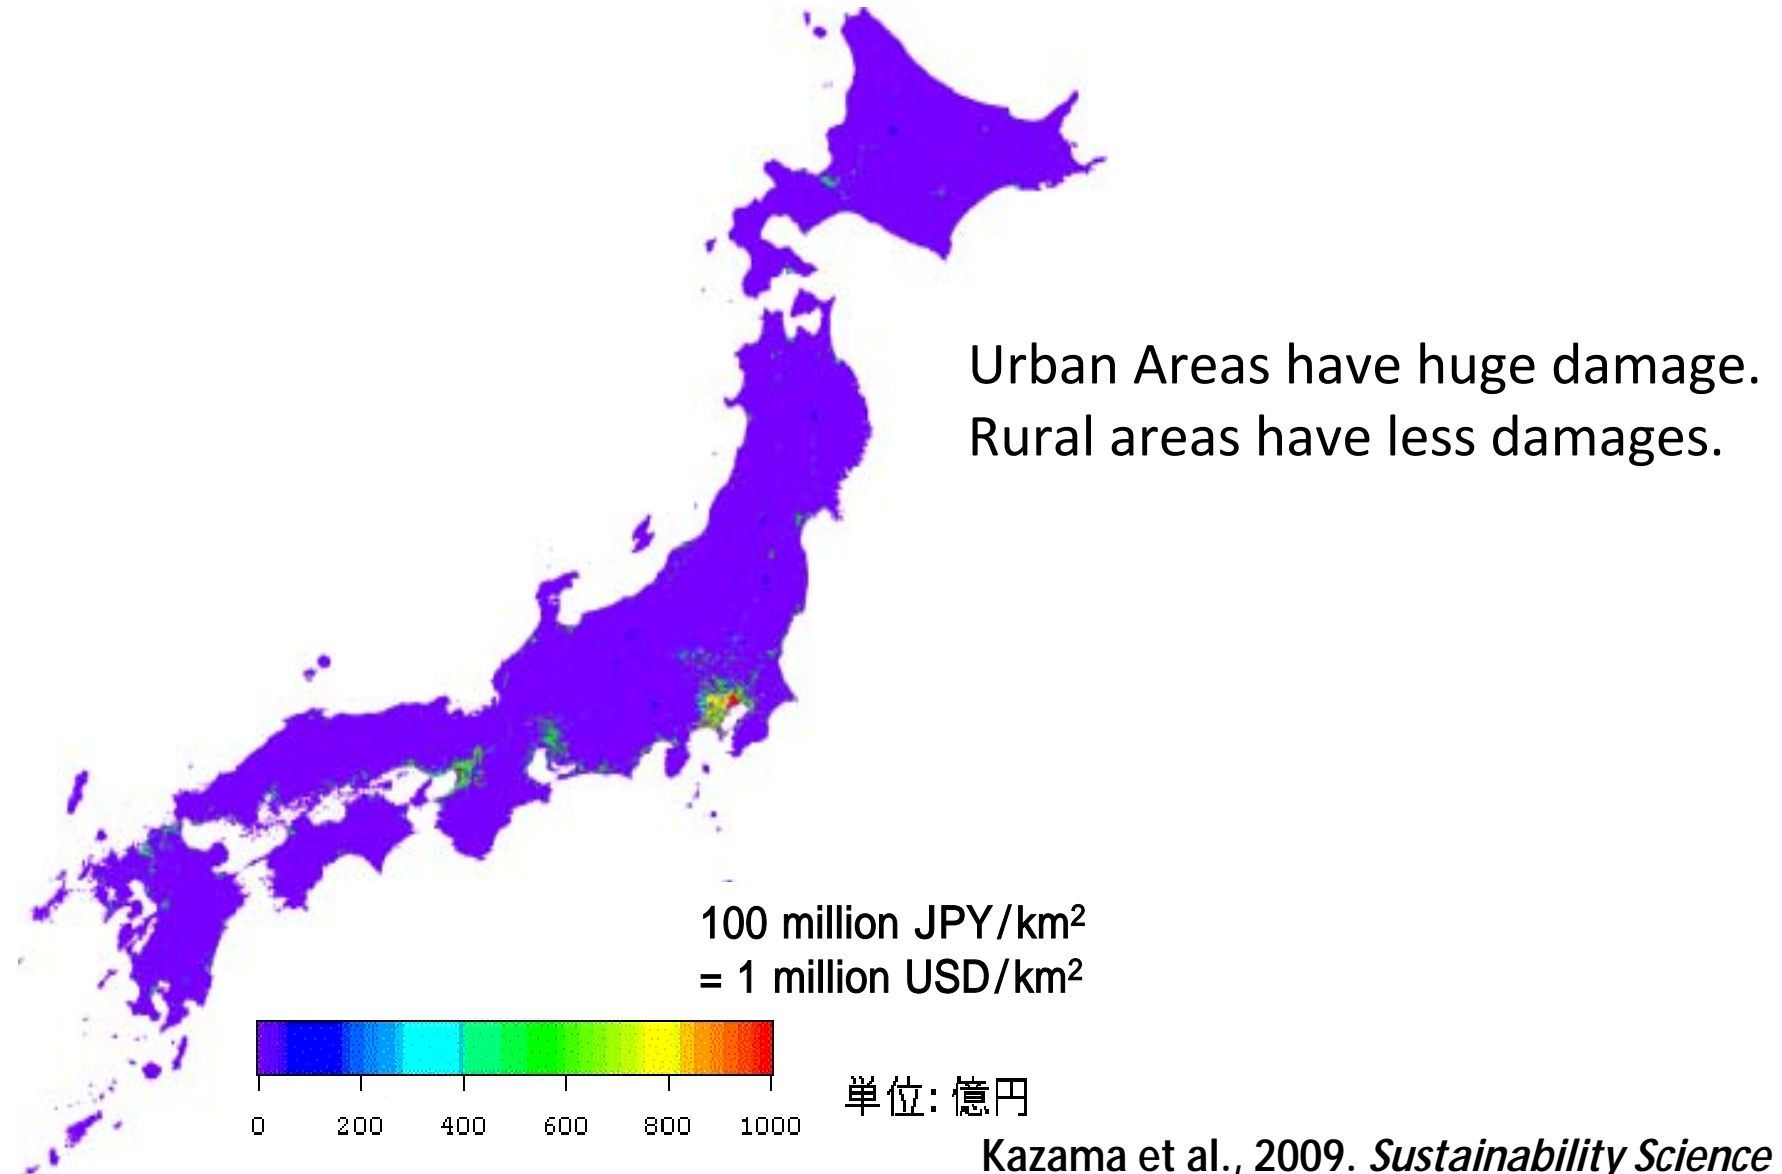 Urban Areas have huge damage.
Rural areas have less damages.
100 million JPY/km²
= 1 million USD/km²
0 200 400 600 800 1000
単位: 億円
Kazama et al., 2009. Sustainability Science